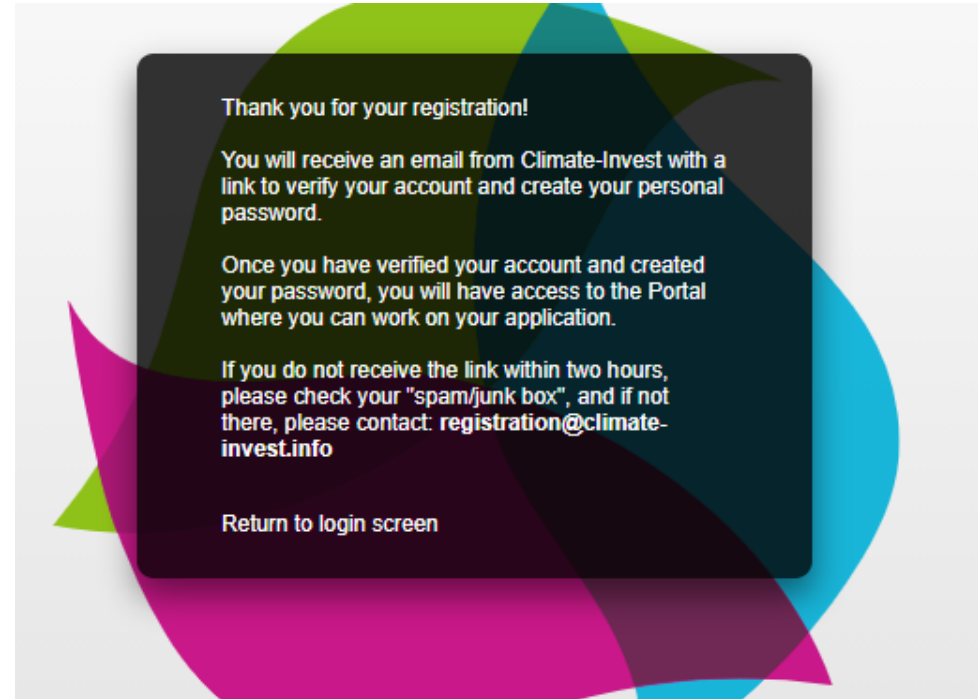 Thank you for your registration!
You will receive an email from Climate-Invest with a
link to verify your account and create your personal
password.
Once you have verified your account and created
your password, you will have access to the Portal
where you can work on your application.
If you do not receive the link within two hours,
please check your "spam/junk box", and if not
there, please contact: registration@climate-
invest.info
Return to login screen